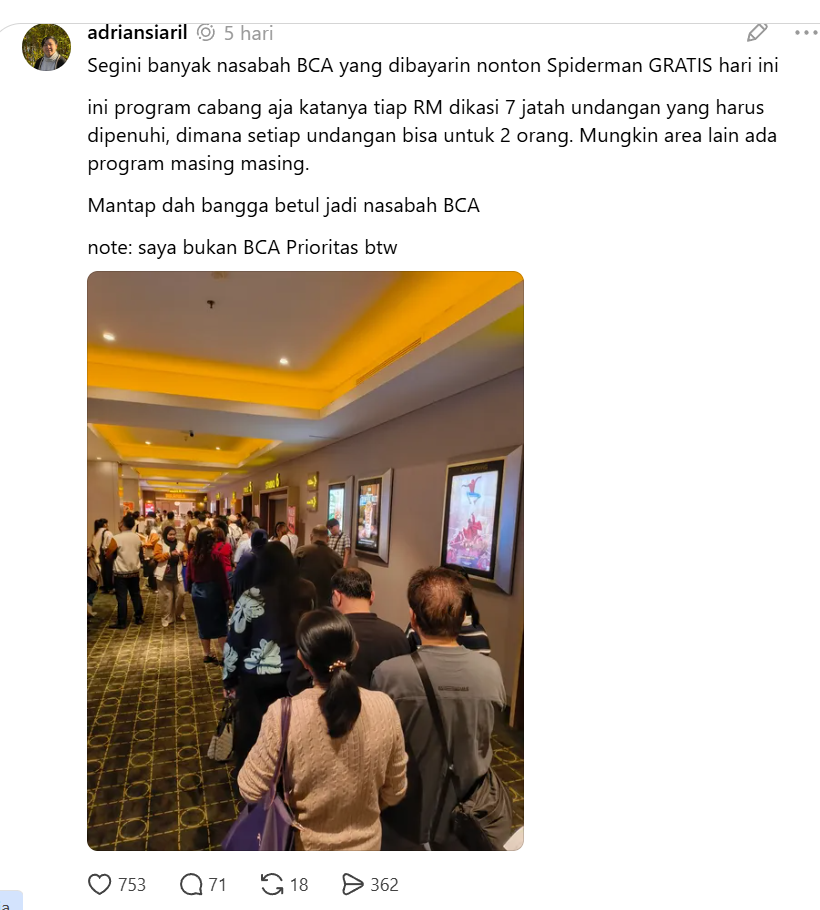 adriansiaril 5 hari
Segini banyak nasabah BCA yang dibayarin nonton Spiderman GRATIS hari ini
ini program cabang aja katanya tiap RM dikasi 7 jatah undangan yang harus
dipenuhi, dimana setiap undangan bisa untuk 2 orang. Mungkin area lain ada
program masing masing.
Mantap dah bangga betul jadi nasabah BCA
note: saya bukan BCA Prioritas btw
753 71 18 362